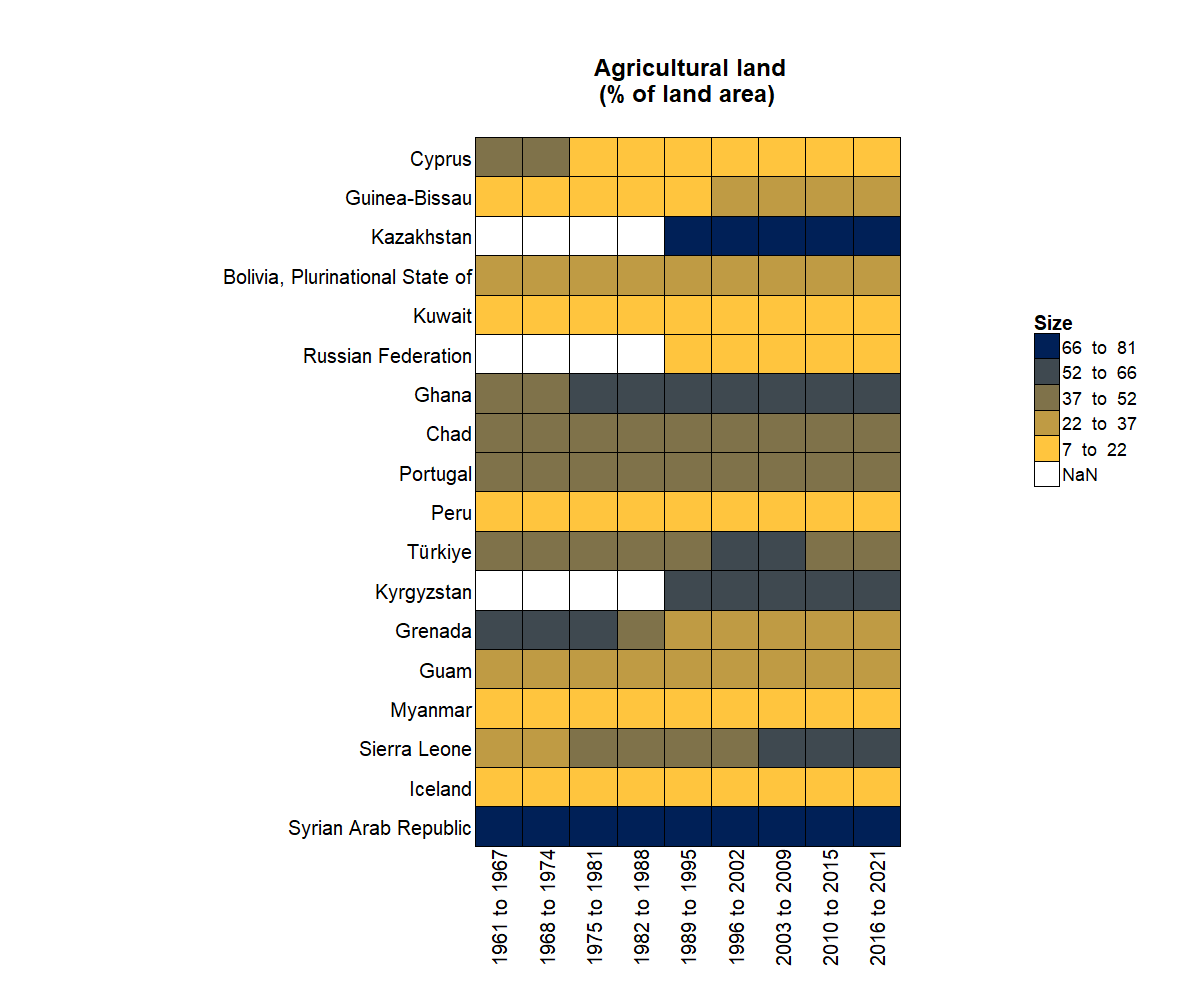 Agricultural land
(% of land area)
Cyprus
Guinea-Bissau
Kazakhstan
Bolivia, Plurinational State of
Kuwait
Russian Federation
Ghana
Chad
Portugal
Peru
Türkiye
Kyrgyzstan
Grenada
Guam
Myanmar
Sierra Leone
Iceland
Syrian Arab Republic
1961 to 1967
1968 to 1974
1975 to 1981
1982 to 1988
1989 to 1995
1996 to 2002
2003 to 2009
2010 to 2015
2016 to 2021
Size
66 to 81
52 to 66
37 to 52
22 to 37
7 to 22
NaN